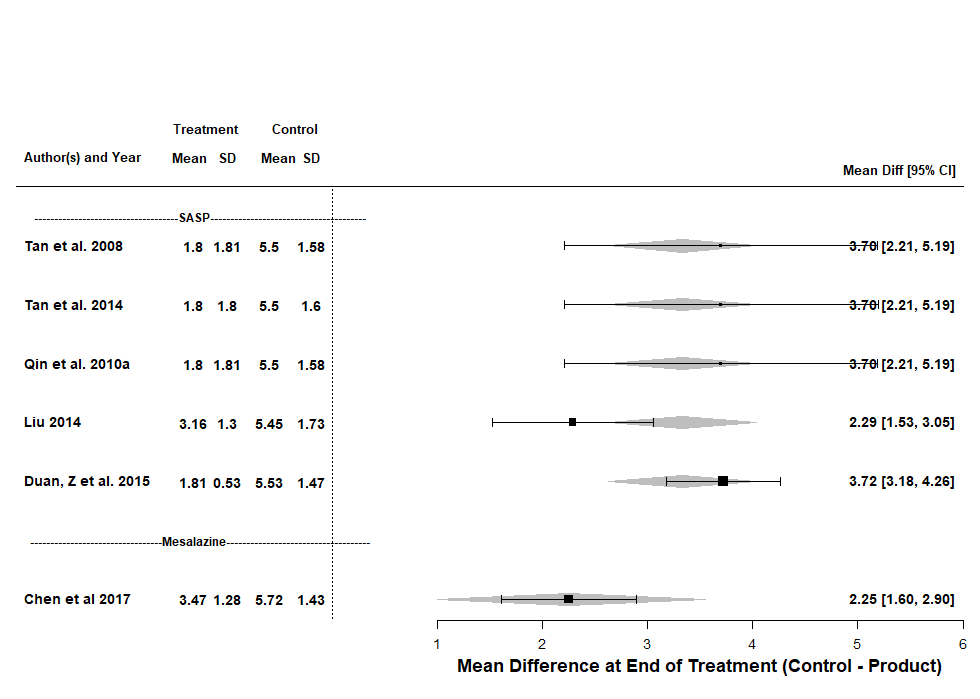 Treatment Control
Author(s) and Year Mean SD Mean SD
Mean Diff [95% CI]
------------------------------------SASP---------------------------------------
Tan et al. 2008 1.8 1.81 5.5 1.58 3.70 [2.21, 5.19]
Tan et al. 2014 1.8 1.8 5.5 1.6 3.70 [2.21, 5.19]
Qin et al. 2010a 1.8 1.81 5.5 1.58 3.70 [2.21, 5.19]
Liu 2014 3.16 1.3 5.45 1.73 2.29 [1.53, 3.05]
Duan, Z et al. 2015 1.81 0.53 5.53 1.47 3.72 [3.18, 4.26]
---------------------------------Mesalazine------------------------------------
Chen et al 2017 3.47 1.28 5.72 1.43 2.25 [1.60, 2.90]
1 2 3 4 5 6
Mean Difference at End of Treatment (Control - Product)